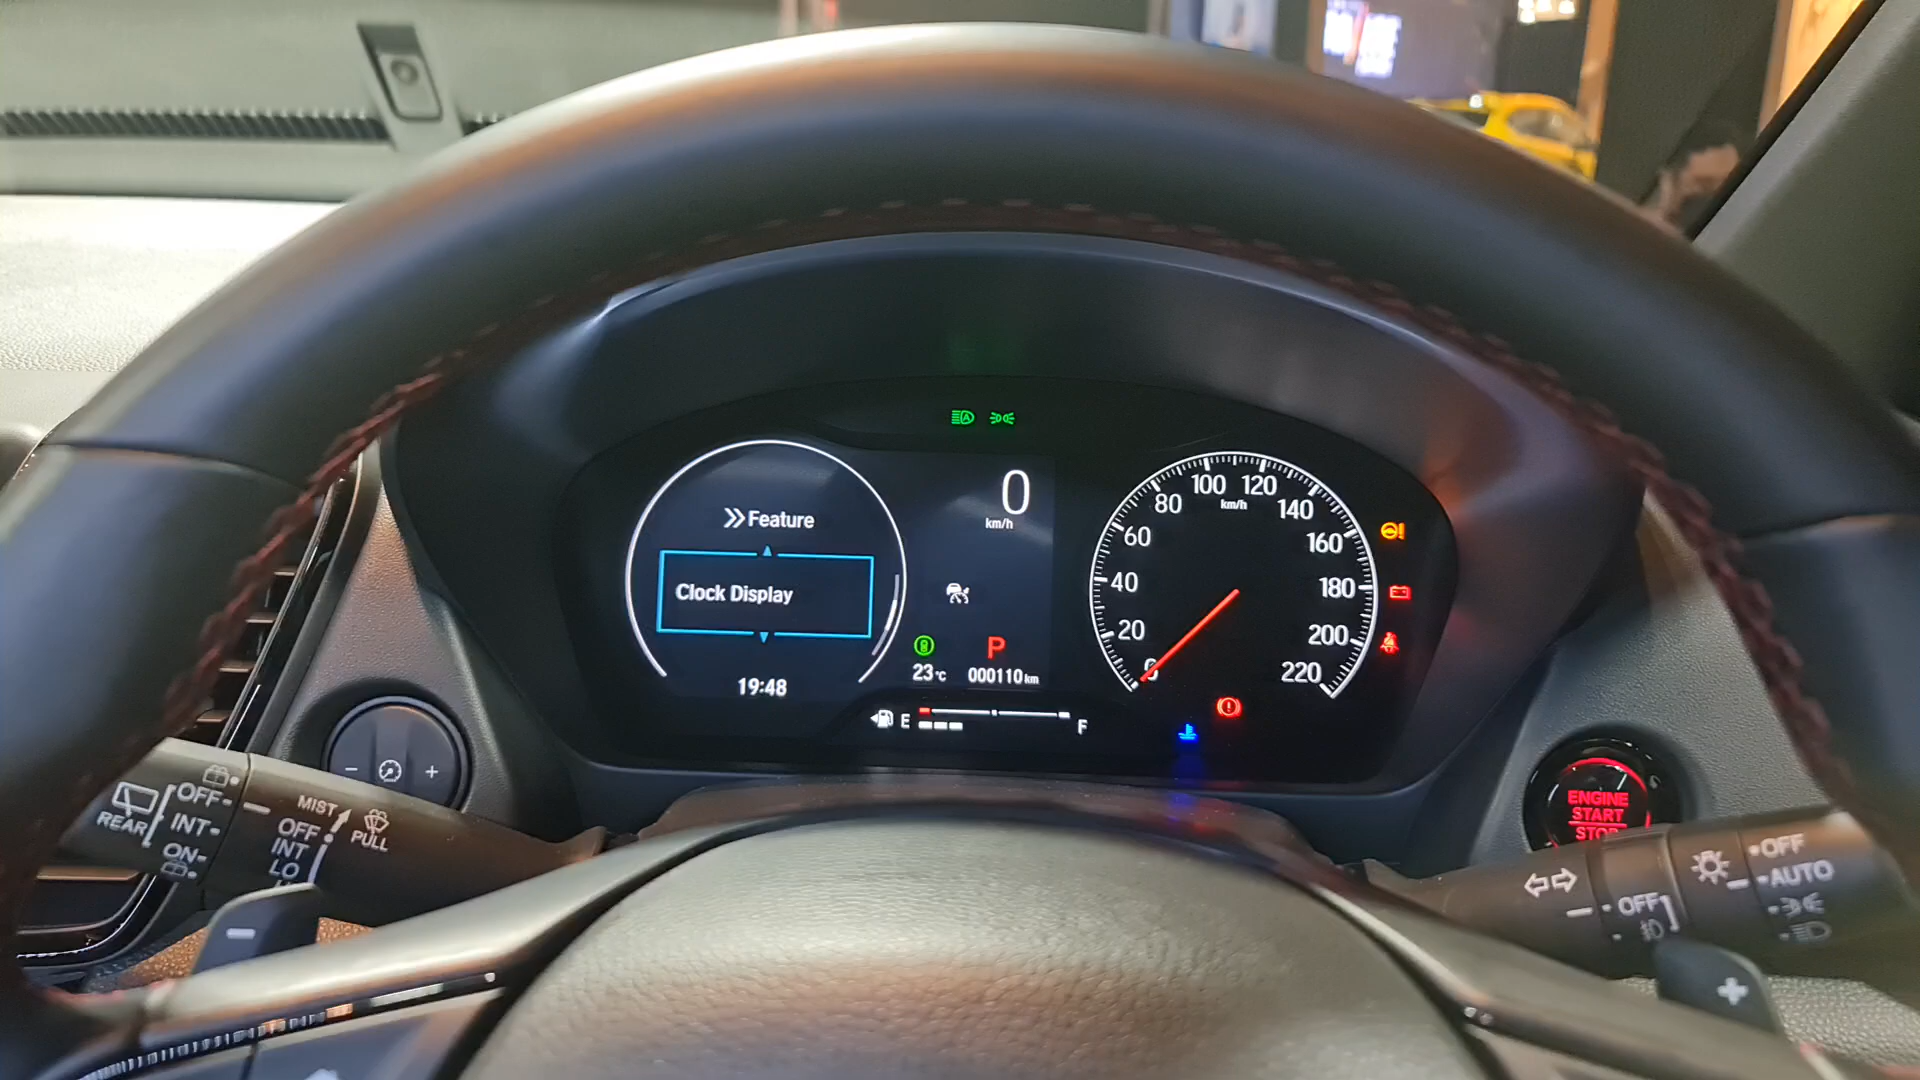 Feature
Clock Display
19:48
0
km/h
23°C
P
000110 km
E
F
0
20
40
60
80
100
120
140
160
180
200
220
km/h
REAR
OFF
INT
ON
MIST
OFF
INT
LO
PULL
- +
ENGINE
START
STOP
OFF
OFF
AUTO
-
+